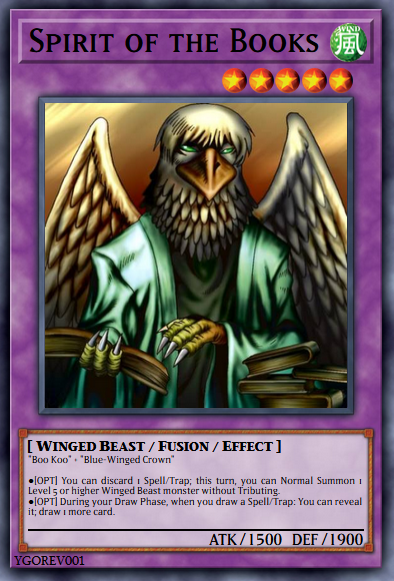 Spirit of the Books
WIND
風
[ Winged Beast / Fusion / Effect ]
"Boo Koo" + "Blue-Winged Crown"
●[OPT] You can discard 1 Spell/Trap; this turn, you can Normal Summon 1
Level 5 or higher Winged Beast monster without Tributing.
●[OPT] During your Draw Phase, when you draw a Spell/Trap: You can reveal
it; draw 1 more card.
ATK / 1500 DEF / 1900
YGOREV001